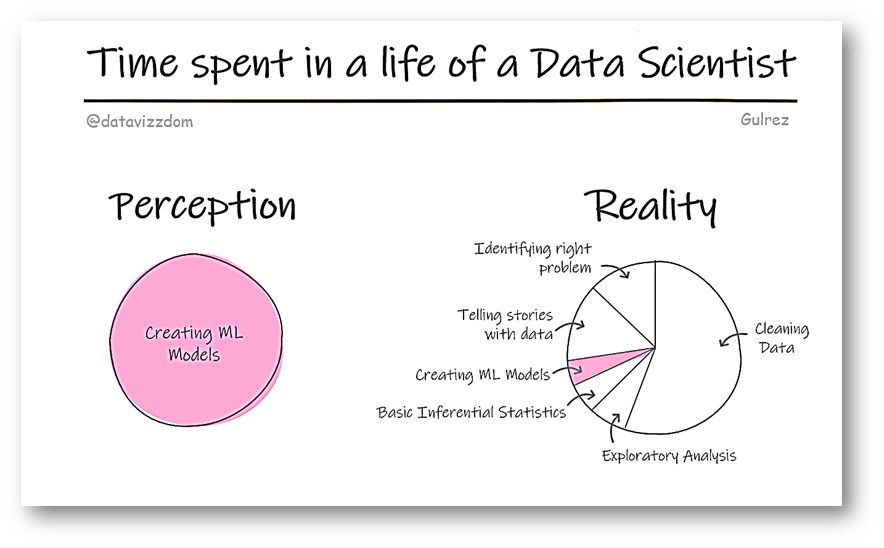 Time spent in a life of a Data Scientist
@datavizzdom
Gulrez
Perception
Creating ML
Models
Reality
Identifying right
problem
Telling stories
with data
Creating ML Models
Basic Inferential Statistics
Exploratory Analysis
Cleaning
Data